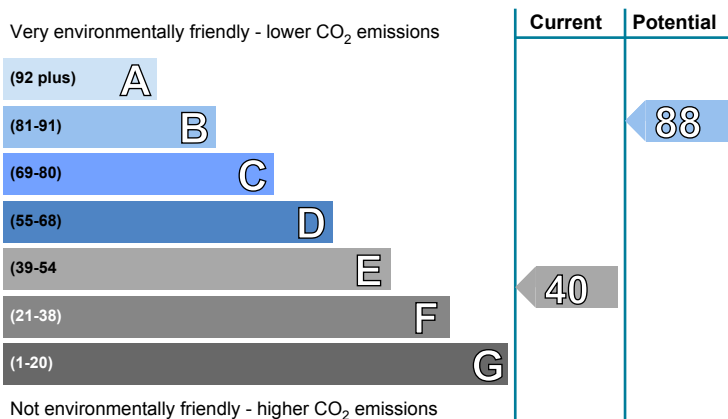 Current Potential
Very environmentally friendly - lower CO2 emissions
(92 plus) A
(81-91) B
88
(69-80) C
(55-68) D
(39-54 E
40
(21-38) F
(1-20) G
Not environmentally friendly - higher CO2 emissions